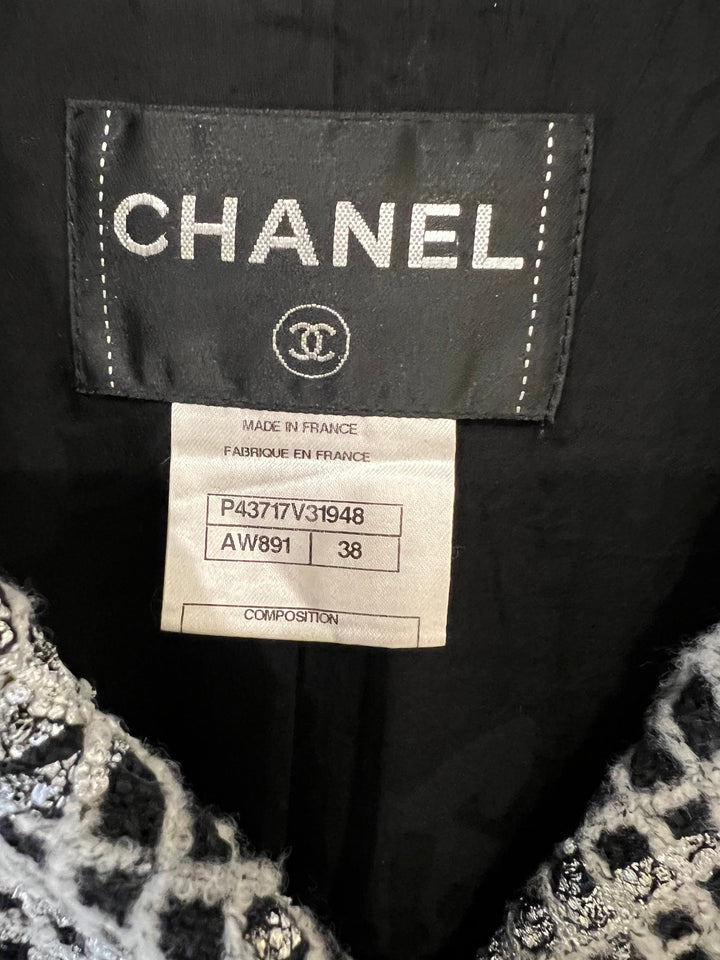 CHANEL
MADE IN FRANCE
FABRIQUE EN FRANCE
P43717V31948
AW891 38
COMPOSITION